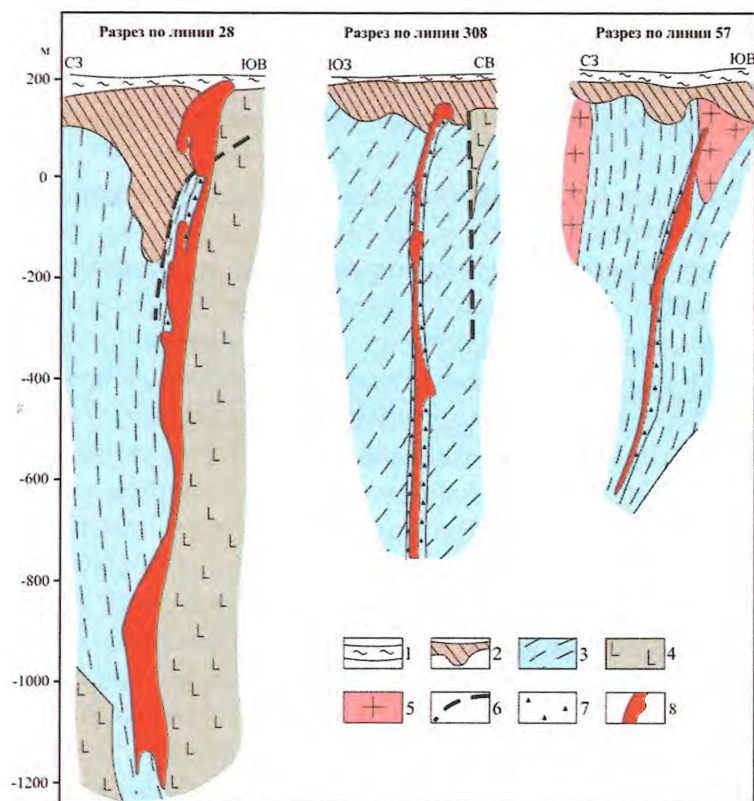 Разрез по линии 28
Разрез по линии 308
Разрез по линии 57
м
СЗ ЮВ
ЮЗ СВ
СЗ ЮВ
200
0
-200
-400
-600
-800
-1000
-1200
L L L L L L L L L L L L L L L L L L L L L L L L L L L L L
1
2
3
L L 4
5
6
7
8